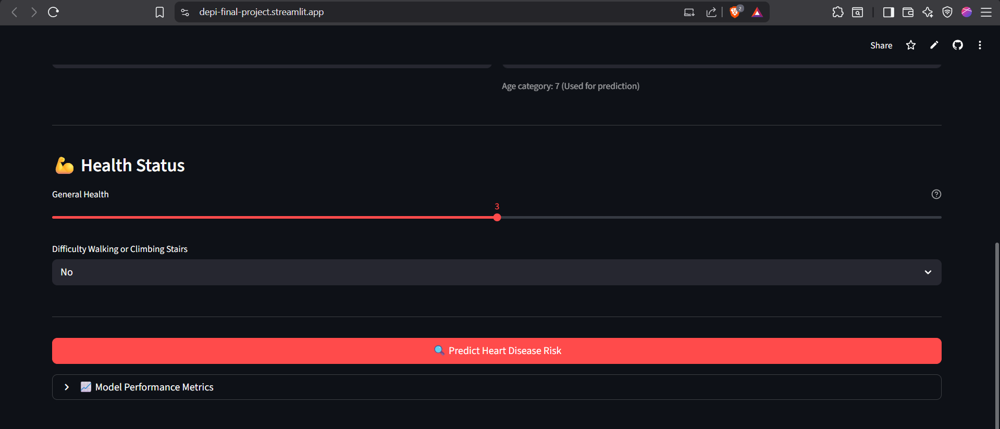 depi-final-project.streamlit.app
2
Share
Age category: 7 (Used for prediction)
💪 Health Status
General Health
3
Difficulty Walking or Climbing Stairs
No
🔍 Predict Heart Disease Risk
📈 Model Performance Metrics